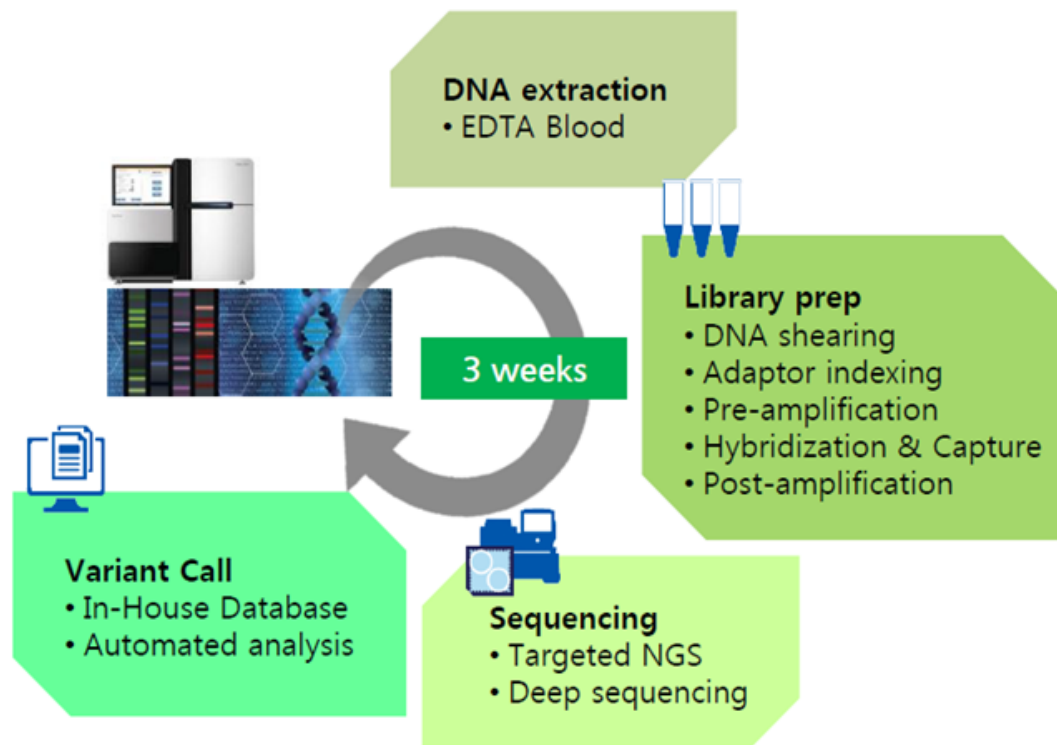 DNA extraction
• EDTA Blood
Library prep
• DNA shearing
• Adaptor indexing
• Pre-amplification
• Hybridization & Capture
• Post-amplification
3 weeks
Variant Call
• In-House Database
• Automated analysis
Sequencing
• Targeted NGS
• Deep sequencing